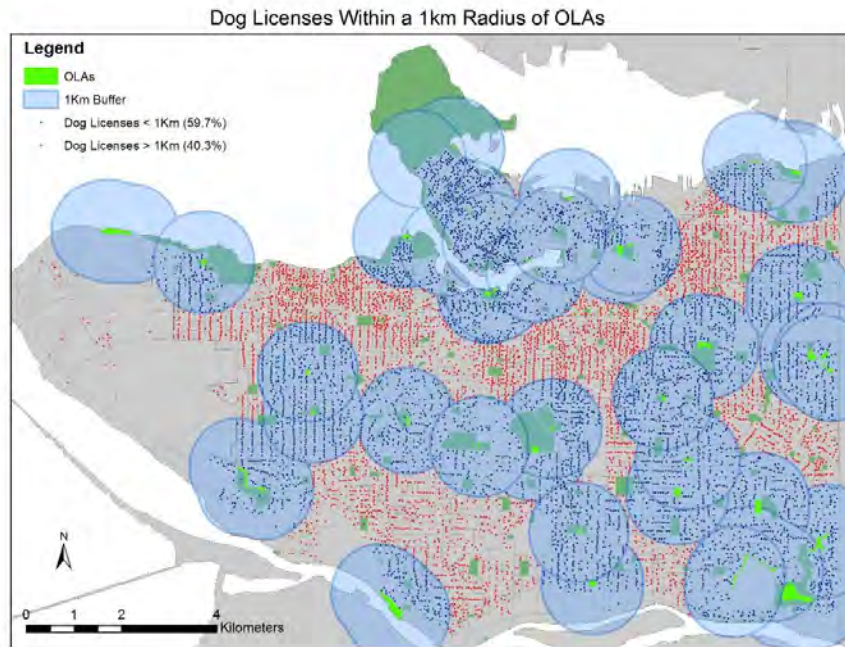 Dog Licenses Within a 1km Radius of OLAs
Legend
OLAs
1Km Buffer
Dog Licenses < 1Km (59.7%)
Dog Licenses > 1Km (40.3%)
N
0 1 2 4
Kilometers